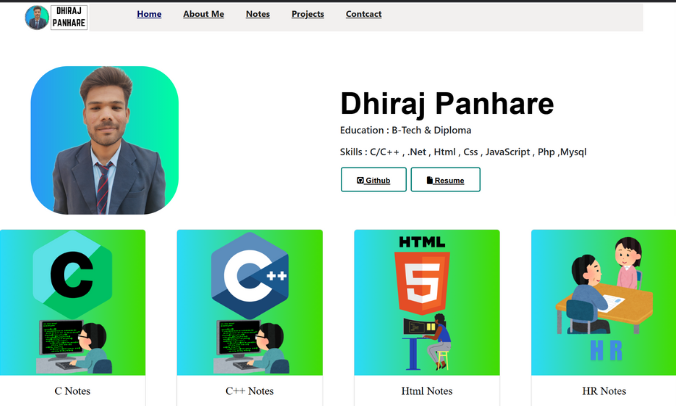 DHIRAJ
PANHARE
Home About Me Notes Projects Contcact
Dhiraj Panhare
Education : B-Tech & Diploma
Skills : C/C++ , .Net , Html , Css , JavaScript , Php ,Mysql
Github Resume
C
C++
HTML
5
HR
C Notes C++ Notes Html Notes HR Notes